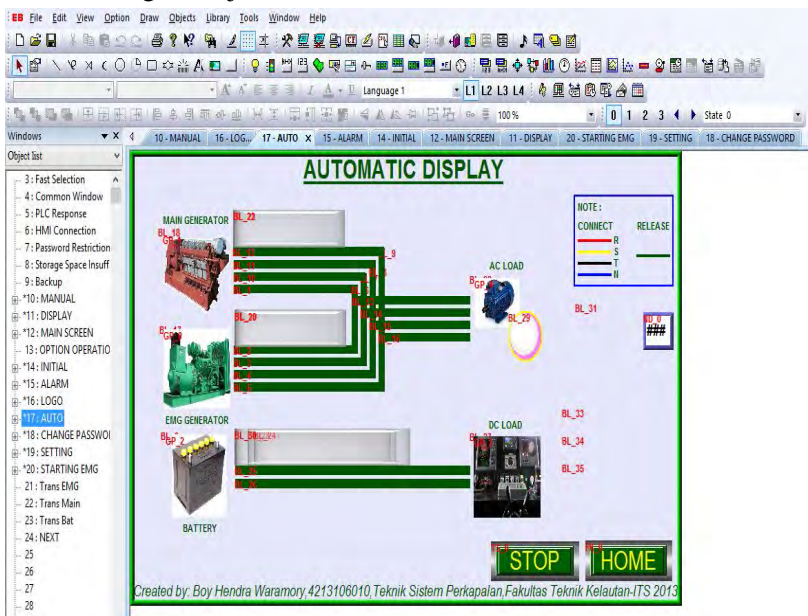 EB File Edit View Option Draw Objects Library Tools Window Help
Language 1
L1 L2 L3 L4
100%
0 1 2 3
State 0
Windows
10 - MANUAL 16 - LOG... 17 - AUTO x 15 - ALARM 14 - INITIAL 12 - MAIN SCREEN 11 - DISPLAY 20 - STARTING EMG 19 - SETTING 18 - CHANGE PASSWORD
Object list
3 : Fast Selection
4 : Common Window
5 : PLC Response
6 : HMI Connection
7 : Password Restriction
8 : Storage Space Insuff
9 : Backup
*10 : MANUAL
*11 : DISPLAY
*12 : MAIN SCREEN
13 : OPTION OPERATIO
*14 : INITIAL
*15 : ALARM
*16 : LOGO
*17 : AUTO
*18 : CHANGE PASSWOI
*19 : SETTING
*20 : STARTING EMG
21 : Trans EMG
22 : Trans Main
23 : Trans Bat
24 : NEXT
25
26
27
28
AUTOMATIC DISPLAY
NOTE :
CONNECT RELEASE
R
S
T
N
MAIN GENERATOR
BL_22
BL_18
AC LOAD
BL_31
BL_29
###
BL_20
EMG GENERATOR
GP_2
DC LOAD
BL_33
BL_34
BL_35
BATTERY
STOP HOME
Created by: Boy Hendra Waramory,4213106010,Teknik Sistem Perkapalan,Fakultas Teknik Kelautan-ITS 2013